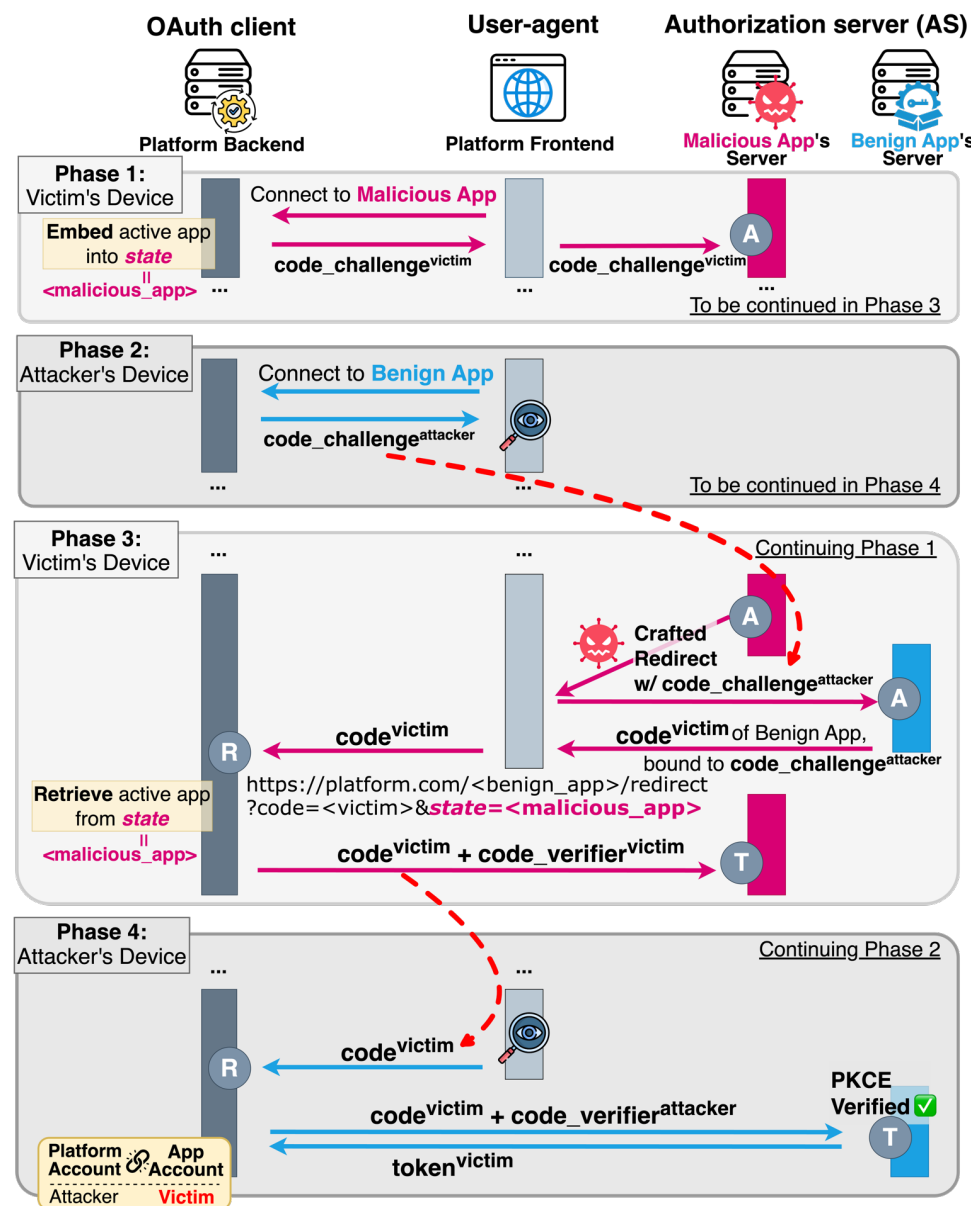 OAuth client
User-agent
Authorization server (AS)
Platform Backend
Platform Frontend
Malicious App's
Server
Benign App's
Server
Phase 1:
Victim's Device
Connect to Malicious App
Embed active app
into state
=
<malicious_app>
code_challenge^victim
code_challenge^victim
A
...
...
...
To be continued in Phase 3
Phase 2:
Attacker's Device
Connect to Benign App
code_challenge^attacker
...
...
To be continued in Phase 4
Phase 3:
Victim's Device
...
...
Continuing Phase 1
A
Crafted
Redirect
w/ code_challenge^attacker
A
code^victim
code^victim of Benign App,
bound to code_challenge^attacker
R
https://platform.com/<benign_app>/redirect
?code=<victim>&state=<malicious_app>
Retrieve active app
from state
=
<malicious_app>
code^victim + code_verifier^victim
T
Phase 4:
Attacker's Device
Continuing Phase 2
...
...
code^victim
R
PKCE
Verified ✅
code^victim + code_verifier^attacker
T
token^victim
Platform Account
App Account
Attacker
Victim